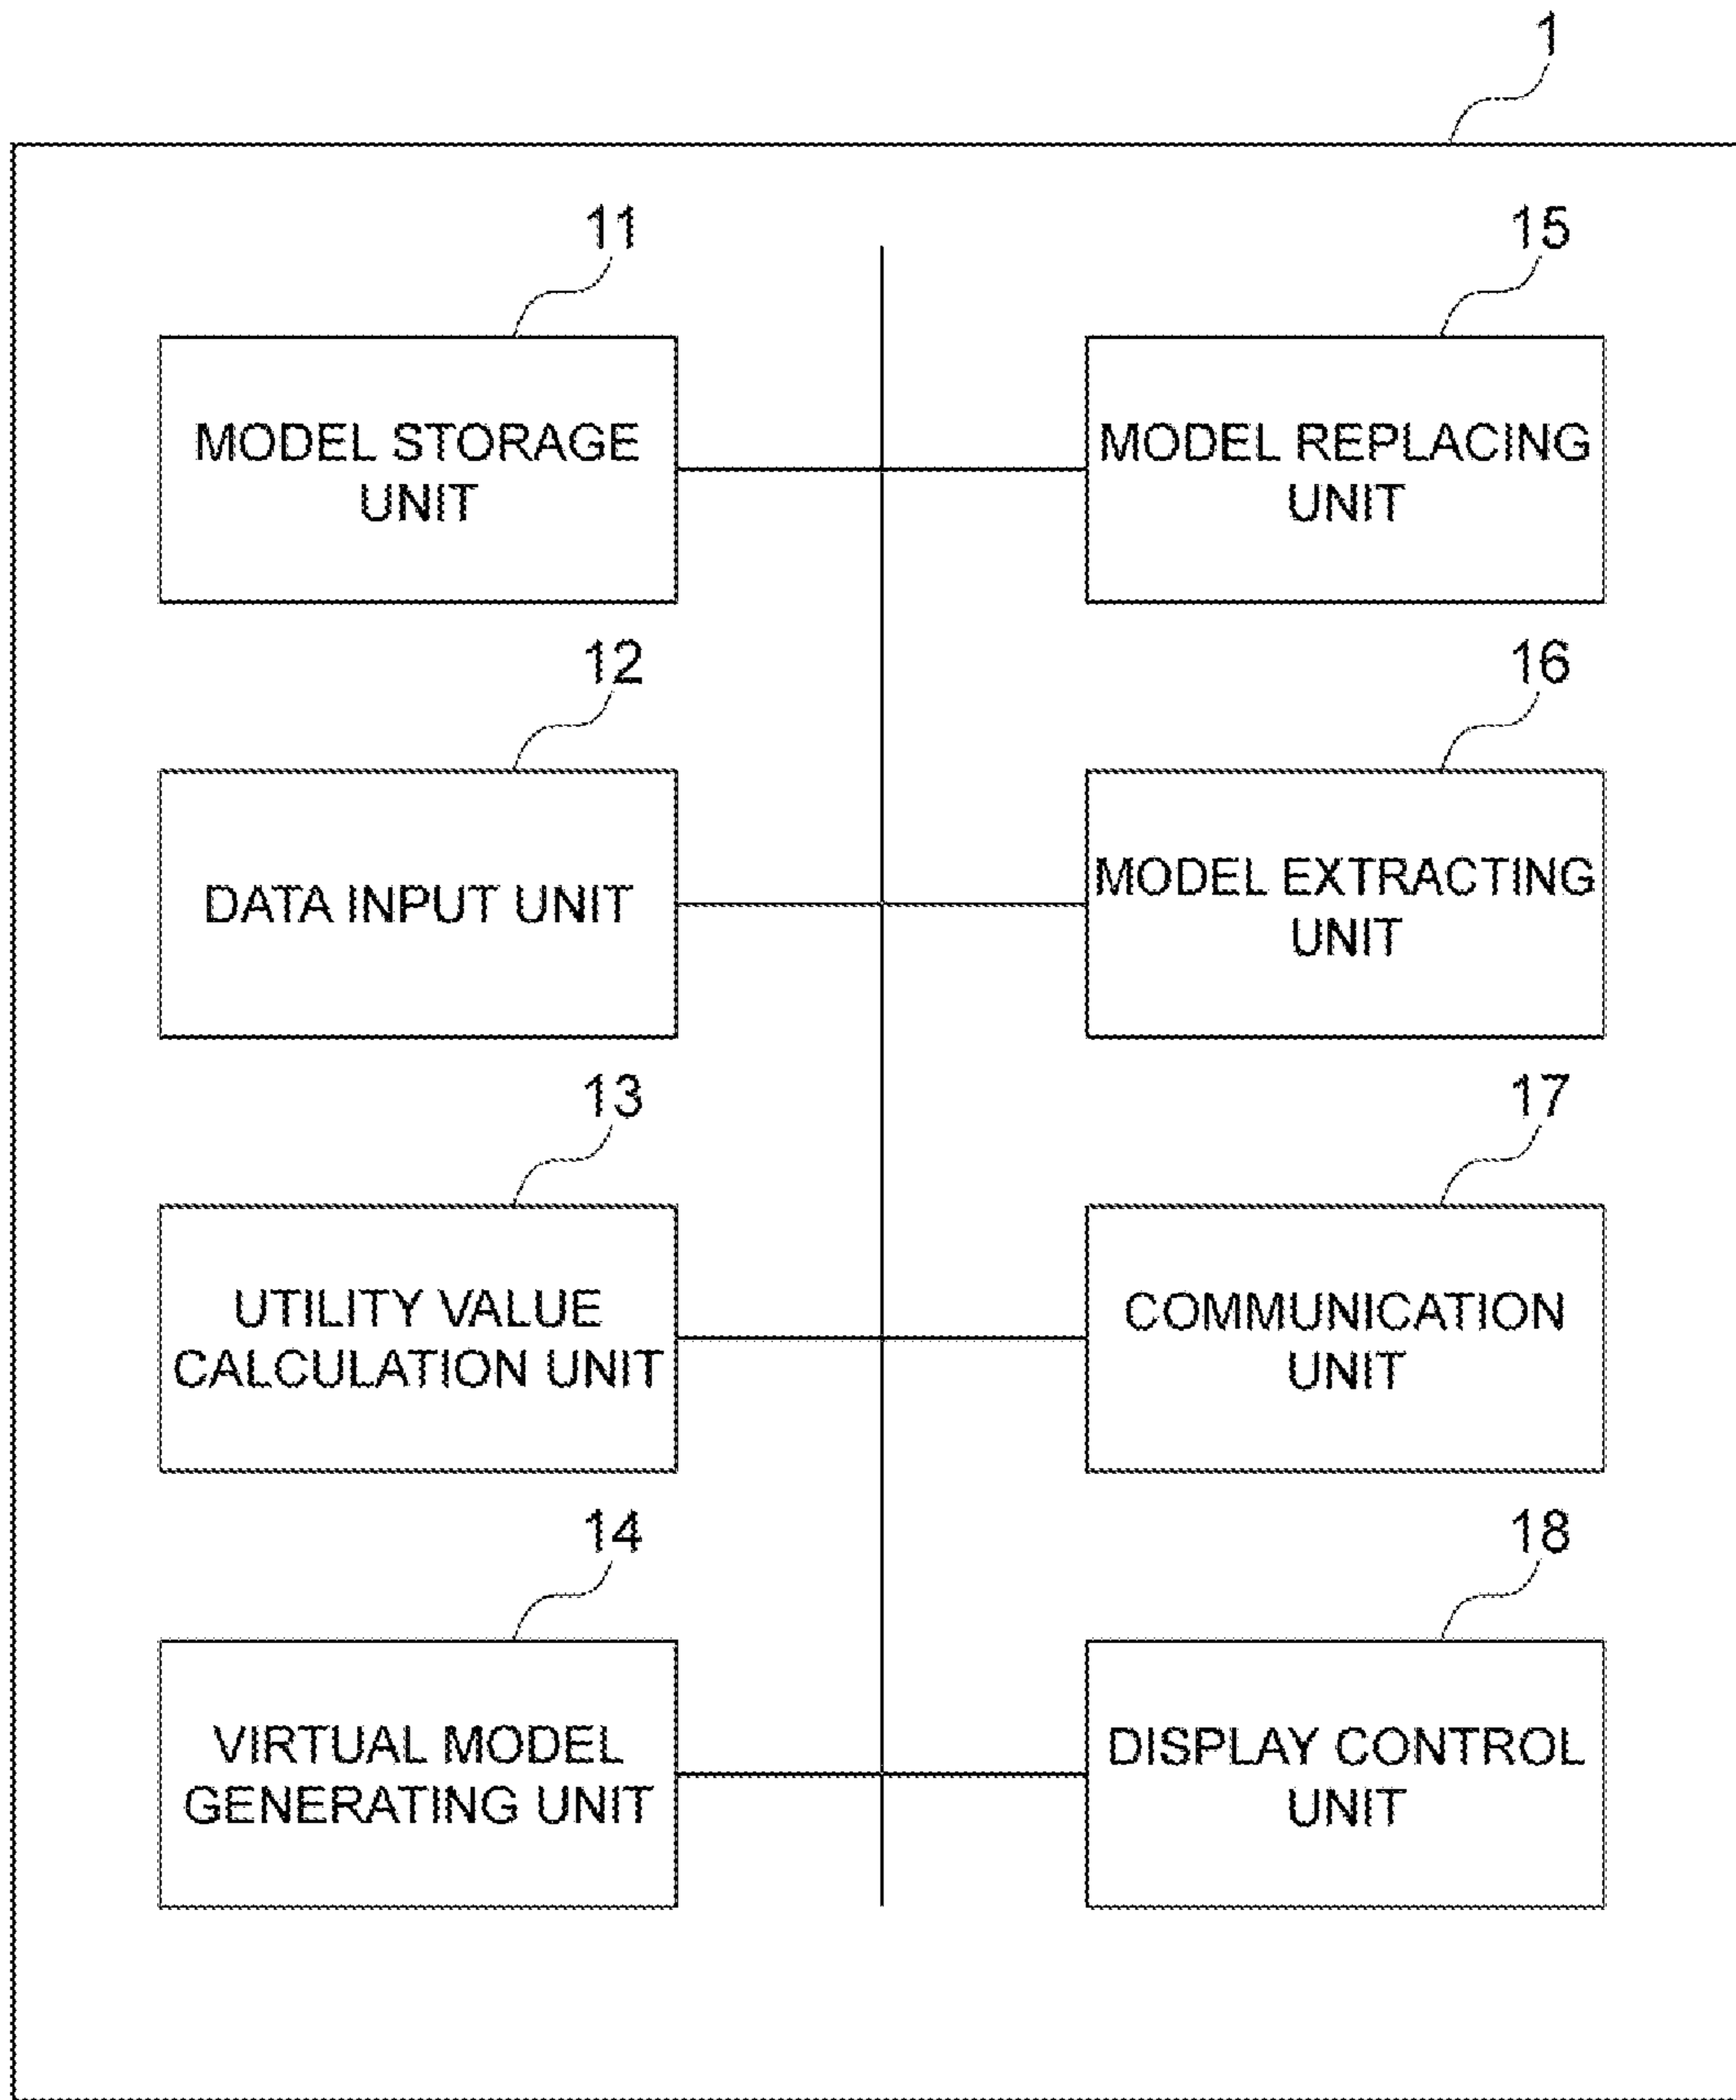 1
11
MODEL STORAGE
UNIT
15
MODEL REPLACING
UNIT
12
DATA INPUT UNIT
16
MODEL EXTRACTING
UNIT
13
UTILITY VALUE
CALCULATION UNIT
17
COMMUNICATION
UNIT
14
VIRTUAL MODEL
GENERATING UNIT
18
DISPLAY CONTROL
UNIT